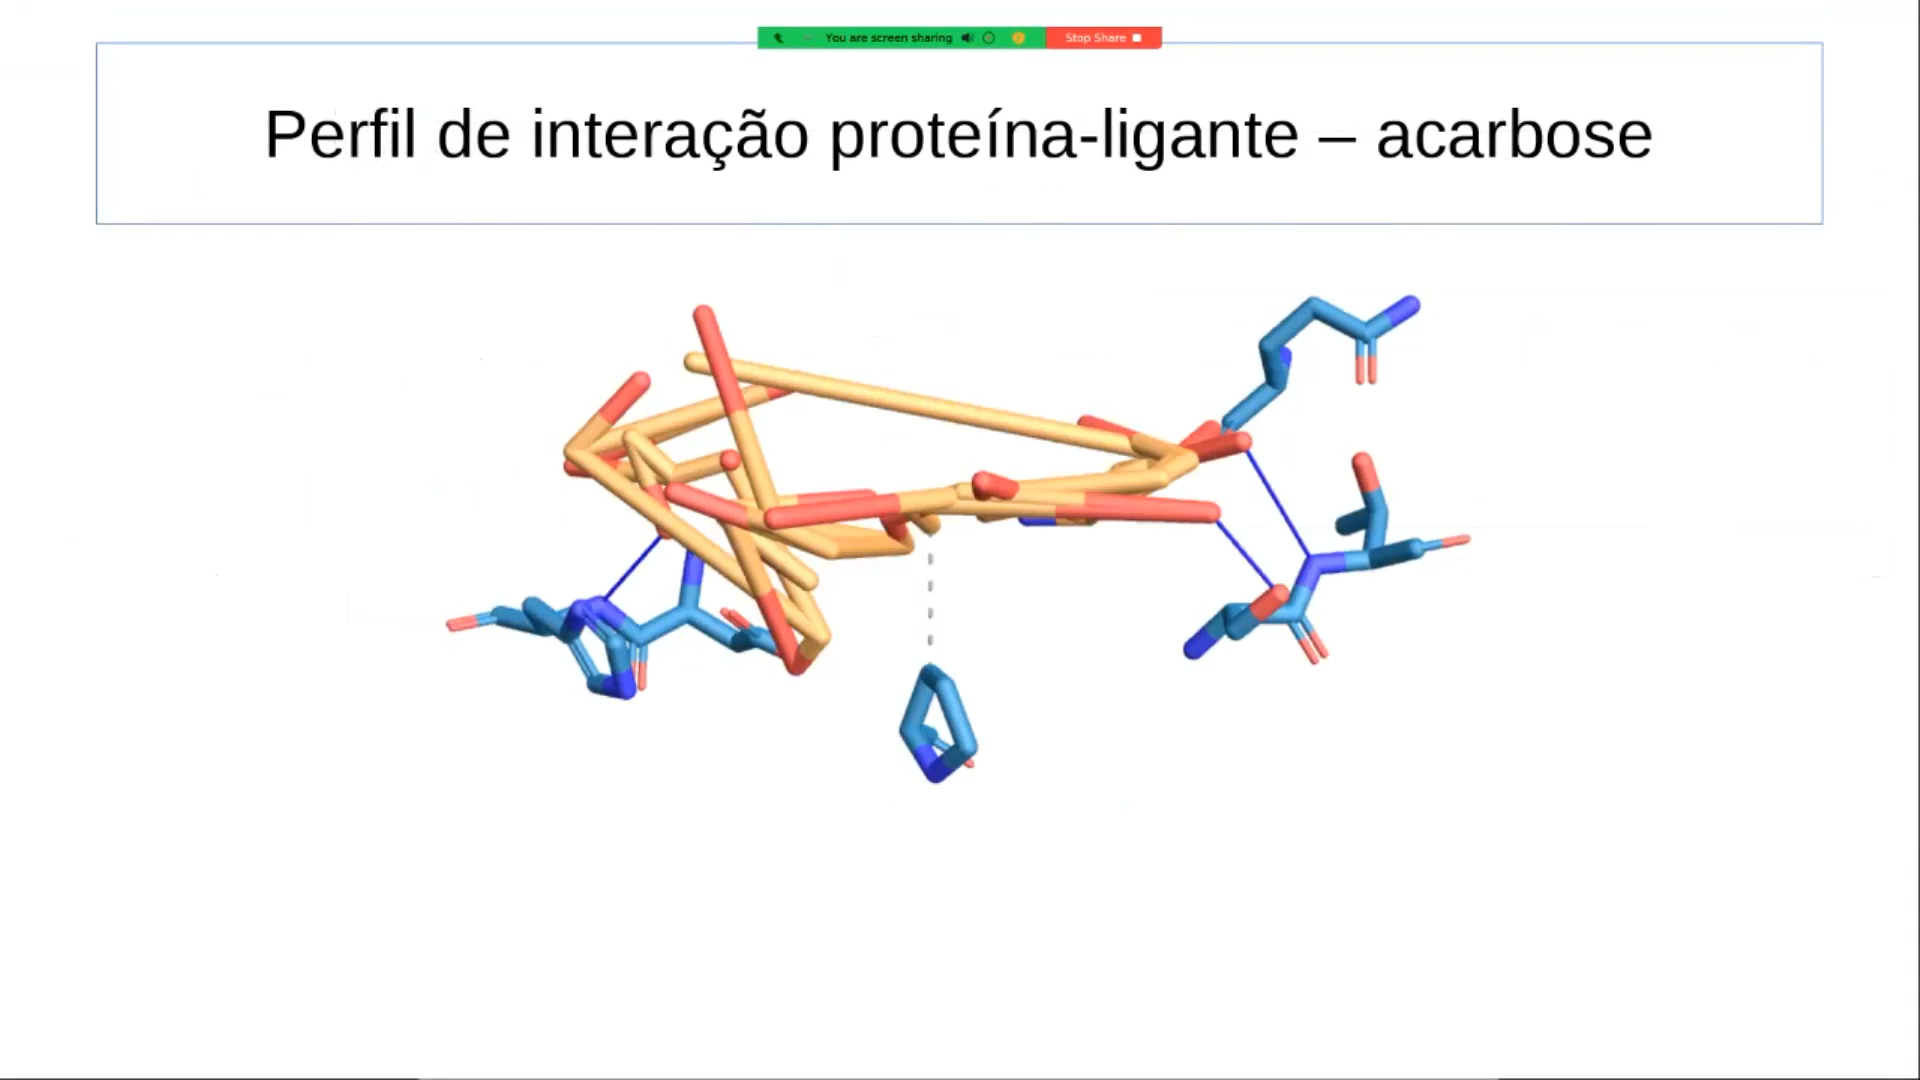 You are screen sharing
Stop Share
Perfil de interação proteína-ligante – acarbose